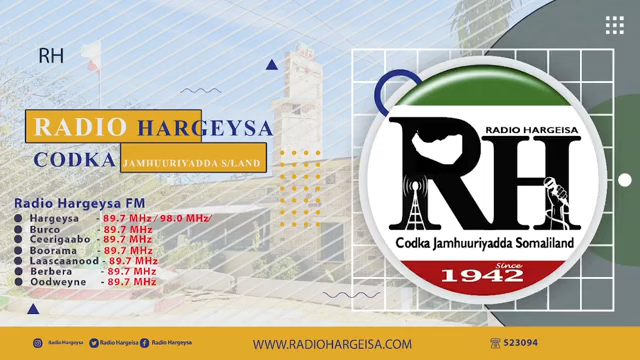 RH
RADIO HARGEYSA
CODKA JAMHUURIYADDA S/LAND
Radio Hargeysa FM
Hargeysa - 89.7 MHz / 98.0 MHz/
Burco - 89.7 MHz
Ceerigaabo - 89.7 MHz
Boorama - 89.7 MHz
Laascaanood - 89.7 MHz
Berbera - 89.7 MHz
Oodweyne - 89.7 MHz
RADIO HARGEISA
RH
Codka Jamhuuriyadda Somaliland
Since
1942
Radio Hargeysa Radio Hargeisa Radio Hargeysa
WWW.RADIOHARGEISA.COM
523094